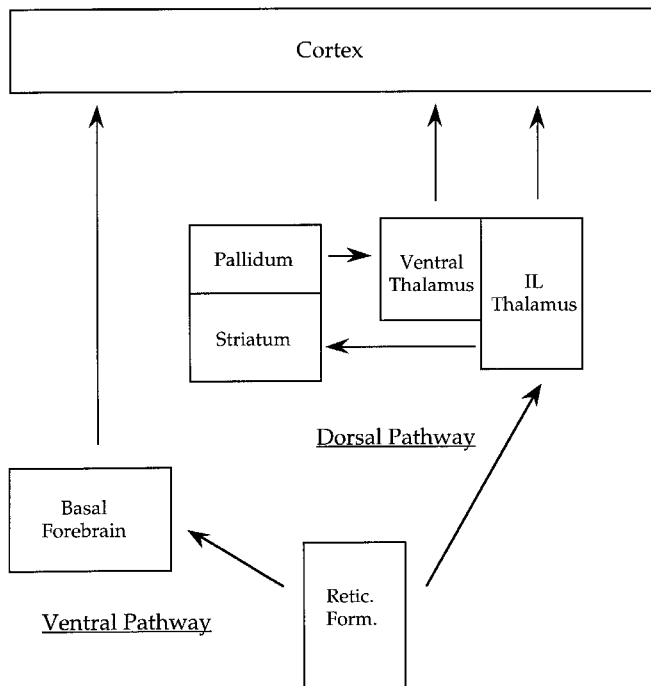 Cortex
Pallidum
Striatum
Ventral
Thalamus
IL
Thalamus
Dorsal Pathway
Basal
Forebrain
Retic.
Form.
Ventral Pathway